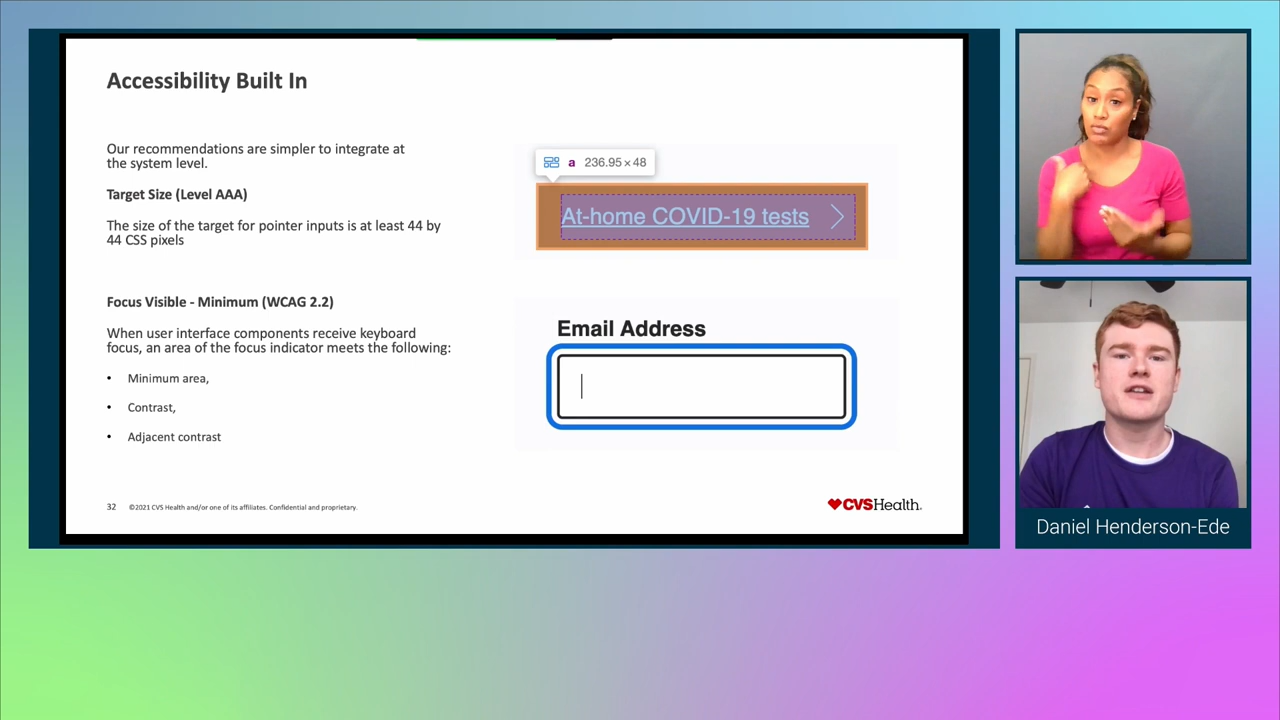 Accessibility Built In
Our recommendations are simpler to integrate at
the system level.
Target Size (Level AAA)
The size of the target for pointer inputs is at least 44 by
44 CSS pixels
Focus Visible - Minimum (WCAG 2.2)
When user interface components receive keyboard
focus, an area of the focus indicator meets the following:
• Minimum area,
• Contrast,
• Adjacent contrast
a 236.95 × 48
At-home COVID-19 tests
Email Address
32 ©2021 CVS Health and/or one of its affiliates. Confidential and proprietary.
CVSHealth.
Daniel Henderson-Ede